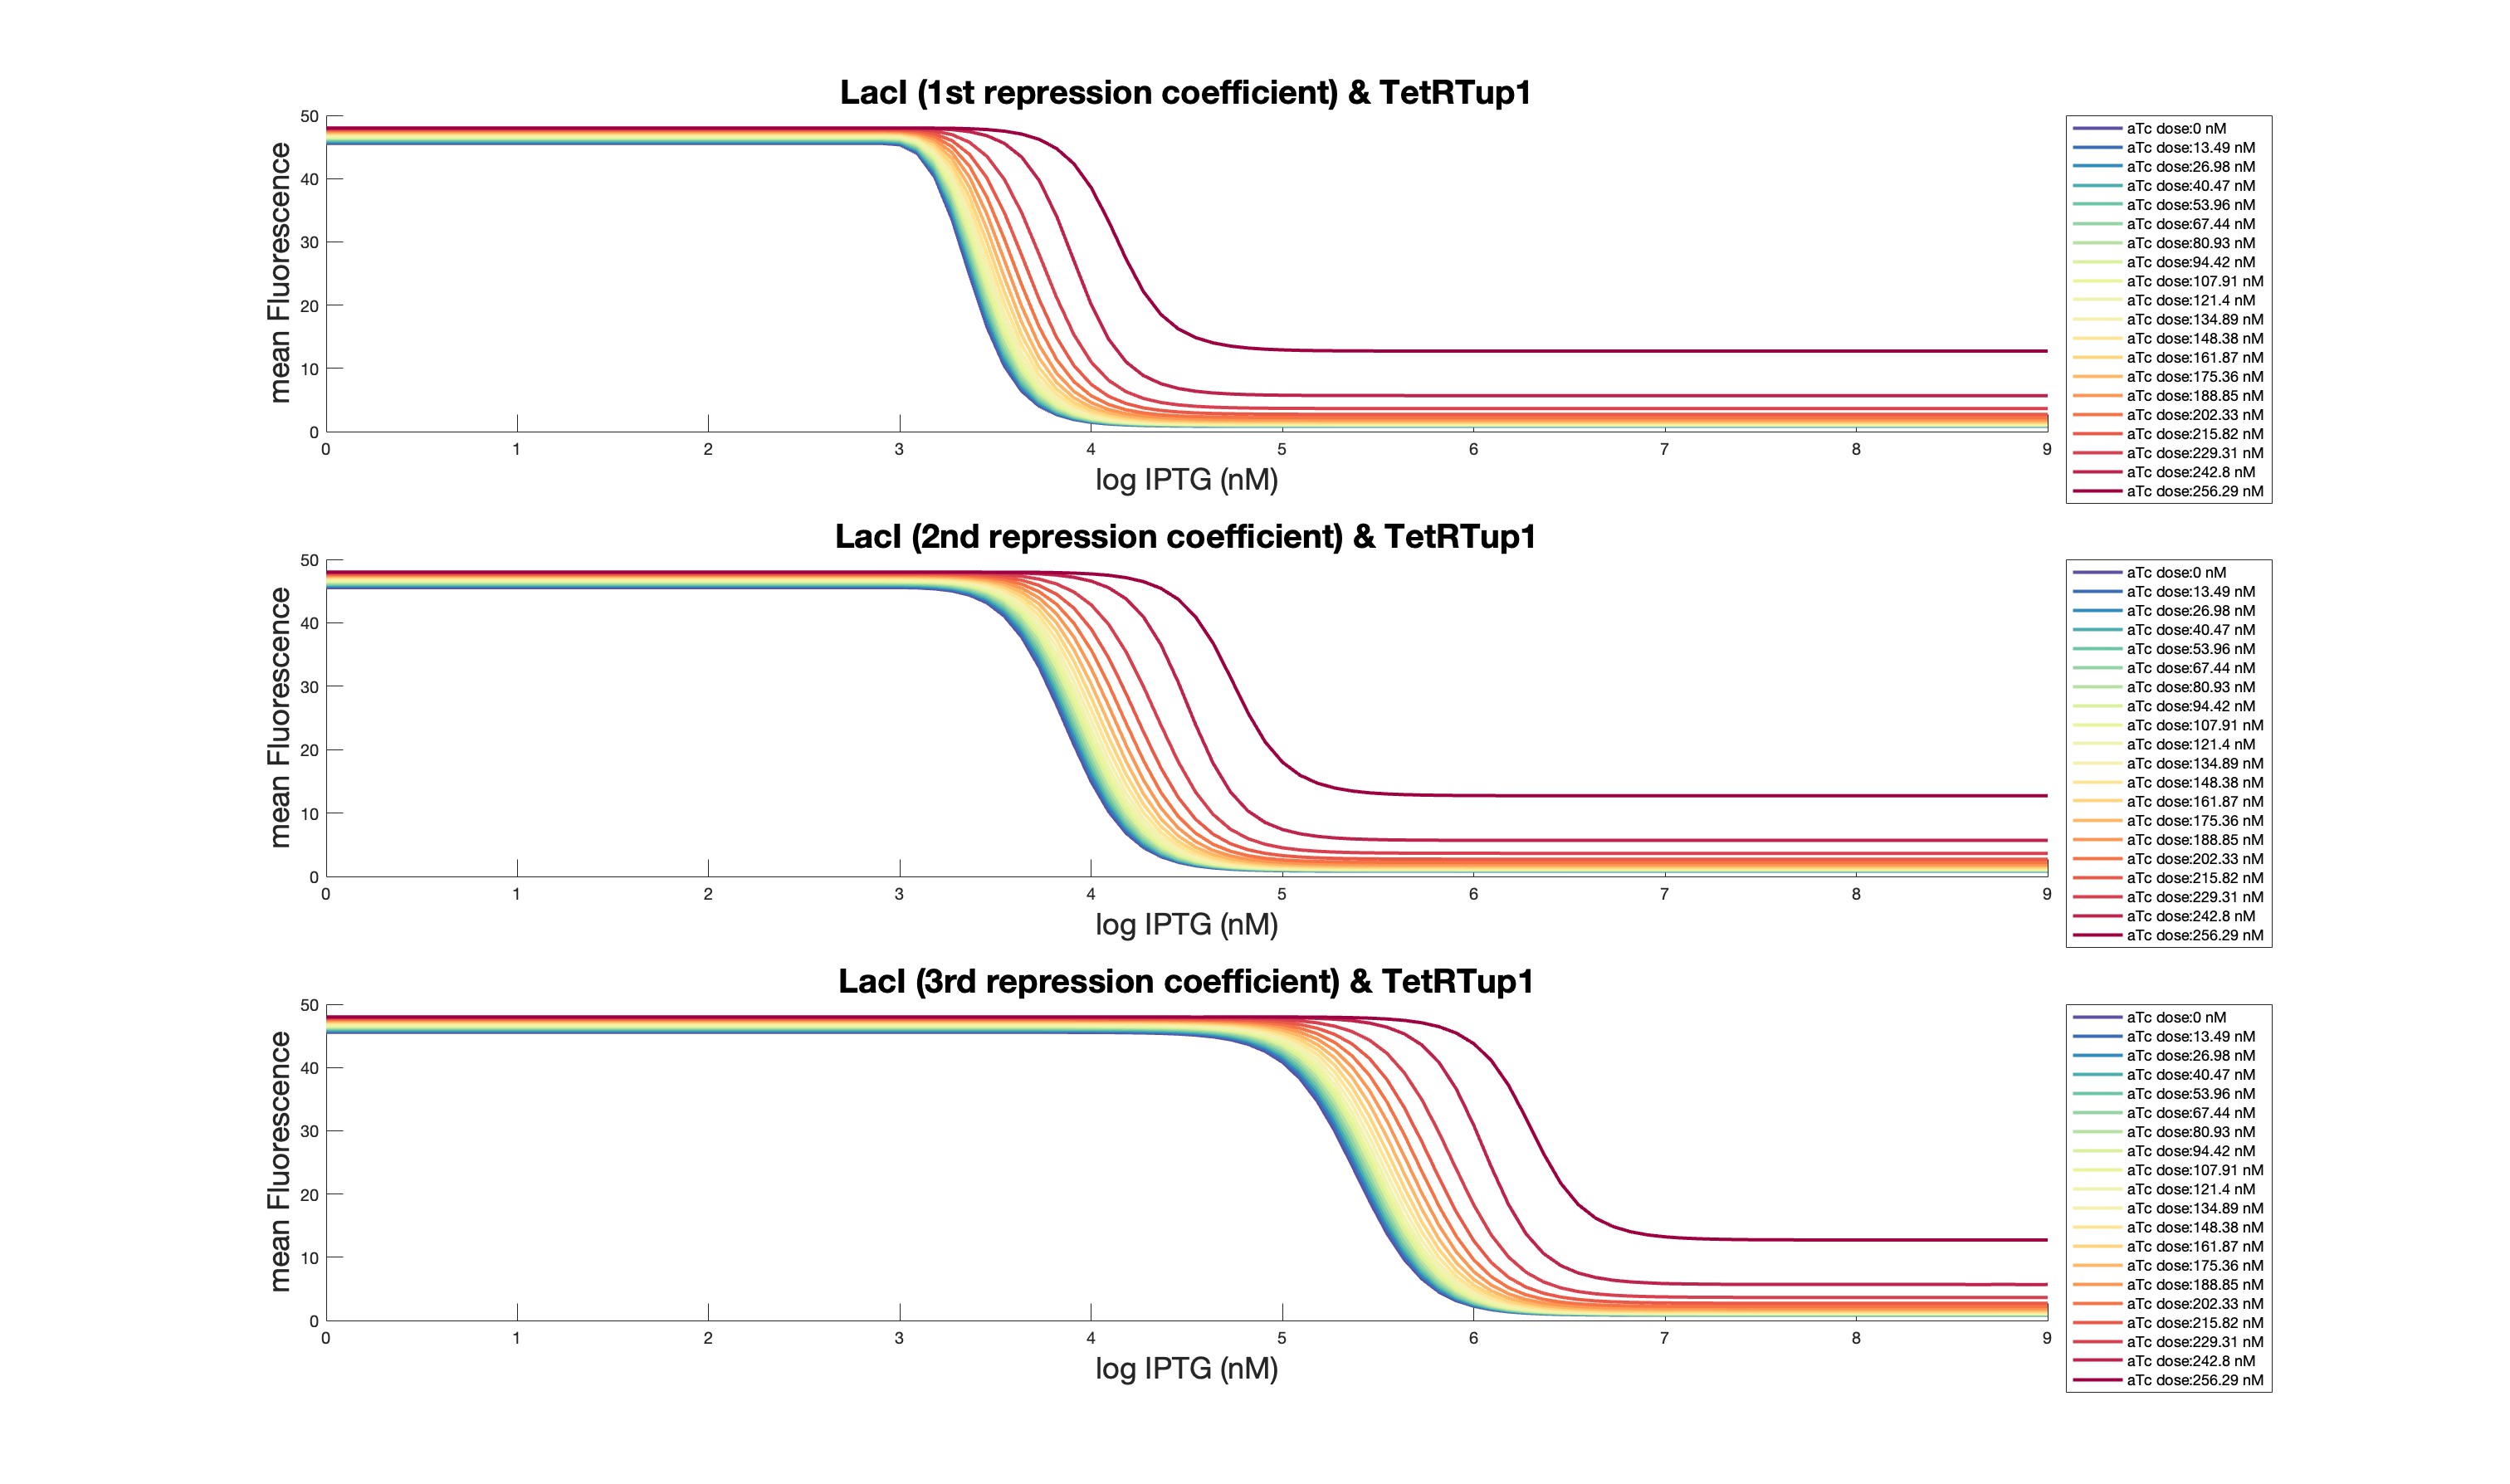 LacI (1st repression coefficient) & TetRTup1
mean Fluorescence
50
40
30
20
10
0
0 1 2 3 4 5 6 7 8 9
log IPTG (nM)
aTc dose:0 nM
aTc dose:13.49 nM
aTc dose:26.98 nM
aTc dose:40.47 nM
aTc dose:53.96 nM
aTc dose:67.44 nM
aTc dose:80.93 nM
aTc dose:94.42 nM
aTc dose:107.91 nM
aTc dose:121.4 nM
aTc dose:134.89 nM
aTc dose:148.38 nM
aTc dose:161.87 nM
aTc dose:175.36 nM
aTc dose:188.85 nM
aTc dose:202.33 nM
aTc dose:215.82 nM
aTc dose:229.31 nM
aTc dose:242.8 nM
aTc dose:256.29 nM
LacI (2nd repression coefficient) & TetRTup1
mean Fluorescence
50
40
30
20
10
0
0 1 2 3 4 5 6 7 8 9
log IPTG (nM)
aTc dose:0 nM
aTc dose:13.49 nM
aTc dose:26.98 nM
aTc dose:40.47 nM
aTc dose:53.96 nM
aTc dose:67.44 nM
aTc dose:80.93 nM
aTc dose:94.42 nM
aTc dose:107.91 nM
aTc dose:121.4 nM
aTc dose:134.89 nM
aTc dose:148.38 nM
aTc dose:161.87 nM
aTc dose:175.36 nM
aTc dose:188.85 nM
aTc dose:202.33 nM
aTc dose:215.82 nM
aTc dose:229.31 nM
aTc dose:242.8 nM
aTc dose:256.29 nM
LacI (3rd repression coefficient) & TetRTup1
mean Fluorescence
50
40
30
20
10
0
0 1 2 3 4 5 6 7 8 9
log IPTG (nM)
aTc dose:0 nM
aTc dose:13.49 nM
aTc dose:26.98 nM
aTc dose:40.47 nM
aTc dose:53.96 nM
aTc dose:67.44 nM
aTc dose:80.93 nM
aTc dose:94.42 nM
aTc dose:107.91 nM
aTc dose:121.4 nM
aTc dose:134.89 nM
aTc dose:148.38 nM
aTc dose:161.87 nM
aTc dose:175.36 nM
aTc dose:188.85 nM
aTc dose:202.33 nM
aTc dose:215.82 nM
aTc dose:229.31 nM
aTc dose:242.8 nM
aTc dose:256.29 nM